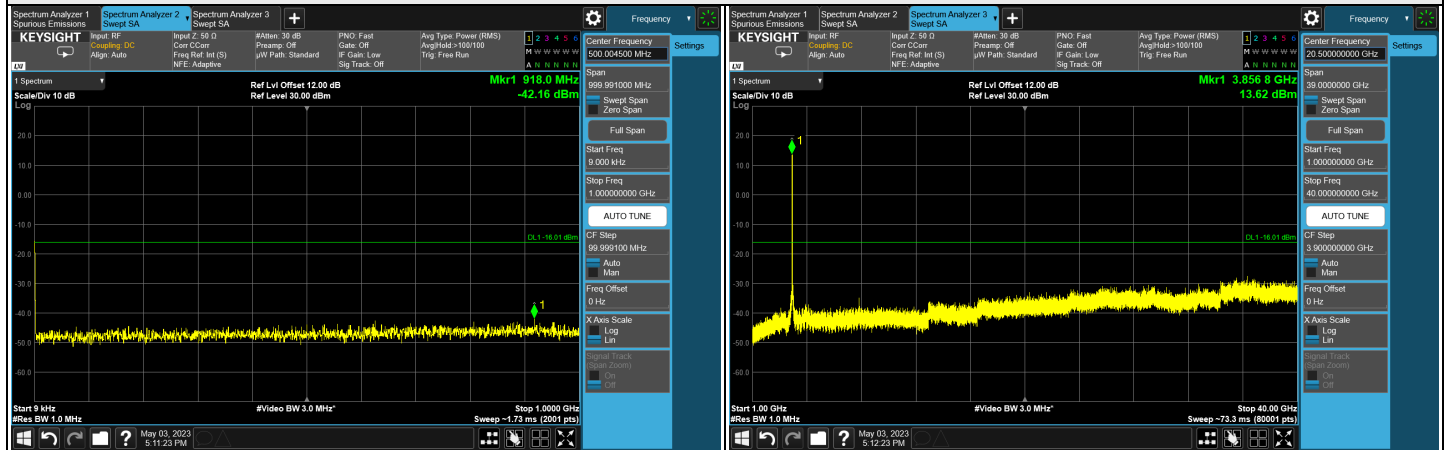 Spectrum Analyzer 1
Spurious Emissions
Spectrum Analyzer 2
Swept SA
Spectrum Analyzer 3
Swept SA
Frequency
KEYSIGHT
LXI
Input: RF
Coupling: DC
Align: Auto
Input Z: 50 Ω
Corr CCorr
Freq Ref: Int (S)
NFE: Adaptive
#Atten: 30 dB
Preamp: Off
µW Path: Standard
PNO: Fast
Gate: Off
IF Gain: Low
Sig Track: Off
Avg Type: Power (RMS)
Avg|Hold:>100/100
Trig: Free Run
1 2 3 4 5 6
M W W W W W
A N N N N N
Center Frequency
500.004500 MHz
Settings
Span
999.991000 MHz
Swept Span
Zero Span
Full Span
Start Freq
9.000 kHz
Stop Freq
1.000000000 GHz
AUTO TUNE
CF Step
99.999100 MHz
Auto
Man
Freq Offset
0 Hz
X Axis Scale
Log
Lin
Signal Track
(Span Zoom)
On
Off
1 Spectrum
Scale/Div 10 dB
Log
Ref Lvl Offset 12.00 dB
Ref Level 30.00 dBm
Mkr1 918.0 MHz
-42.16 dBm
20.0
10.0
0.00
-10.0
-20.0
-30.0
-40.0
-50.0
-60.0
DL1 -16.01 dBm
1
Start 9 kHz
#Res BW 1.0 MHz
#Video BW 3.0 MHz*
Stop 1.0000 GHz
Sweep ~1.73 ms (2001 pts)
?
May 03, 2023
5:11:23 PM
Spectrum Analyzer 1
Spurious Emissions
Spectrum Analyzer 2
Swept SA
Spectrum Analyzer 3
Swept SA
Frequency
KEYSIGHT
LXI
Input: RF
Coupling: DC
Align: Auto
Input Z: 50 Ω
Corr CCorr
Freq Ref: Int (S)
NFE: Adaptive
#Atten: 30 dB
Preamp: Off
µW Path: Standard
PNO: Fast
Gate: Off
IF Gain: Low
Sig Track: Off
Avg Type: Power (RMS)
Avg|Hold:>100/100
Trig: Free Run
1 2 3 4 5 6
M W W W W W
A N N N N N
Center Frequency
20.500000000 GHz
Settings
Span
39.0000000 GHz
Swept Span
Zero Span
Full Span
Start Freq
1.000000000 GHz
Stop Freq
40.000000000 GHz
AUTO TUNE
CF Step
3.900000000 GHz
Auto
Man
Freq Offset
0 Hz
X Axis Scale
Log
Lin
Signal Track
(Span Zoom)
On
Off
1 Spectrum
Scale/Div 10 dB
Log
Ref Lvl Offset 12.00 dB
Ref Level 30.00 dBm
Mkr1 3.856 8 GHz
13.62 dBm
20.0
10.0
0.00
-10.0
-20.0
-30.0
-40.0
-50.0
-60.0
DL1 -16.01 dBm
1
Start 1.00 GHz
#Res BW 1.0 MHz
#Video BW 3.0 MHz*
Stop 40.00 GHz
Sweep ~73.3 ms (80001 pts)
?
May 03, 2023
5:12:23 PM